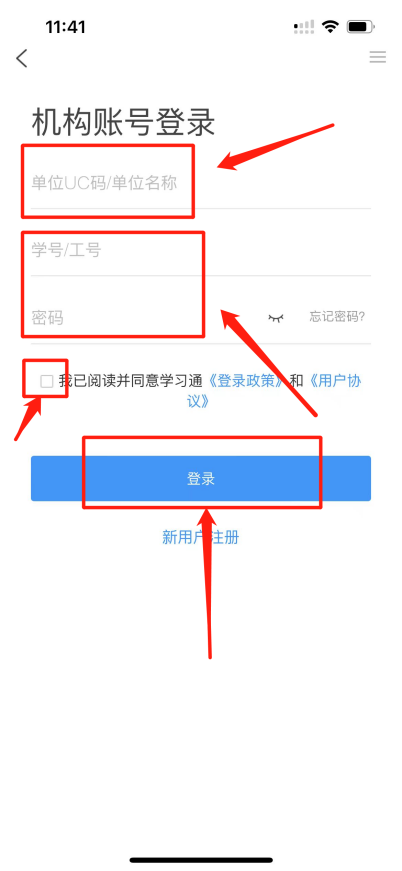 11:41
机构账号登录
单位UC码/单位名称
学号/工号
密码 忘记密码?
我已阅读并同意学习通《登录政策》和《用户协
议》
登录
新用户注册